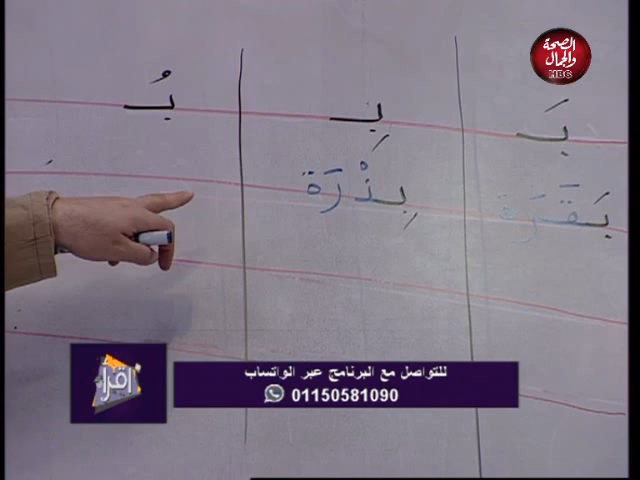 الصحة
والجمال
HBC
بَ بِ بُ
بَقَرَة بِذْرَة
اقرأ
للتواصل مع البرنامج عبر الواتساب
01150581090